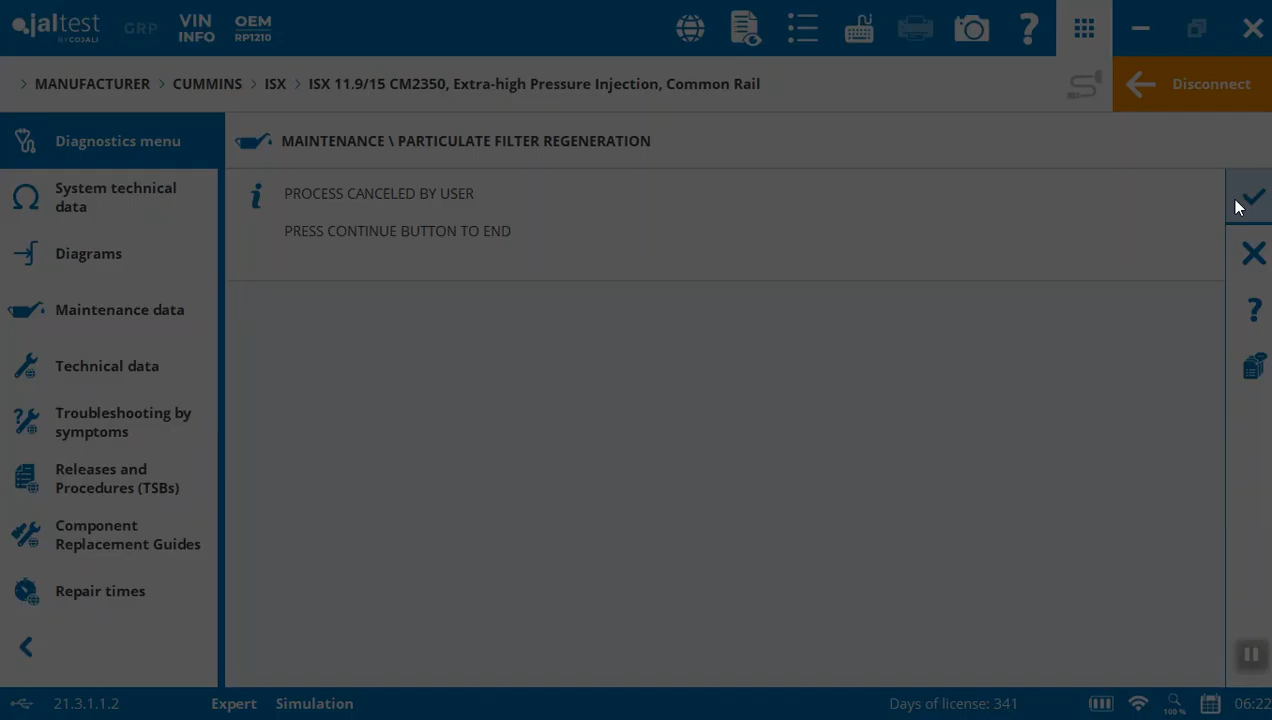 jaltest
BY COJALI
GRP
VIN
INFO
OEM
RP1210
> MANUFACTURER > CUMMINS > ISX > ISX 11.9/15 CM2350, Extra-high Pressure Injection, Common Rail
Disconnect
Diagnostics menu
MAINTENANCE \ PARTICULATE FILTER REGENERATION
System technical
data
PROCESS CANCELED BY USER
PRESS CONTINUE BUTTON TO END
Diagrams
Maintenance data
Technical data
Troubleshooting by
symptoms
Releases and
Procedures (TSBs)
Component
Replacement Guides
Repair times
21.3.1.1.2
Expert
Simulation
Days of license: 341
100 %
06:22